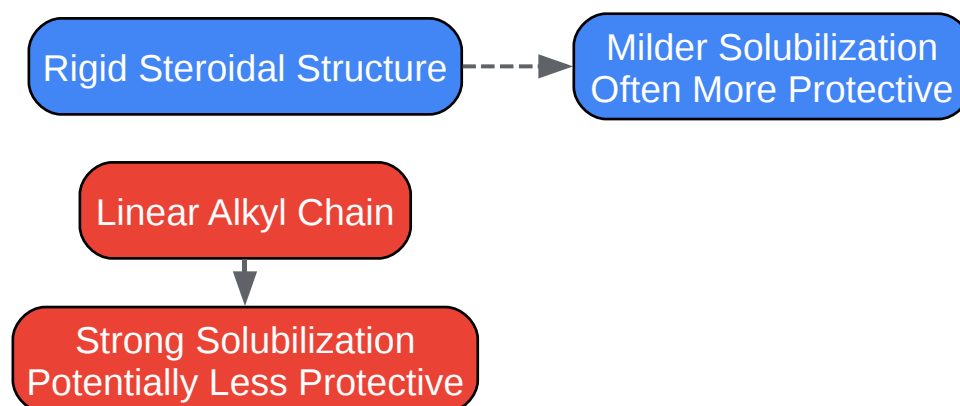 Rigid Steroidal Structure
Milder Solubilization
Often More Protective
Linear Alkyl Chain
Strong Solubilization
Potentially Less Protective